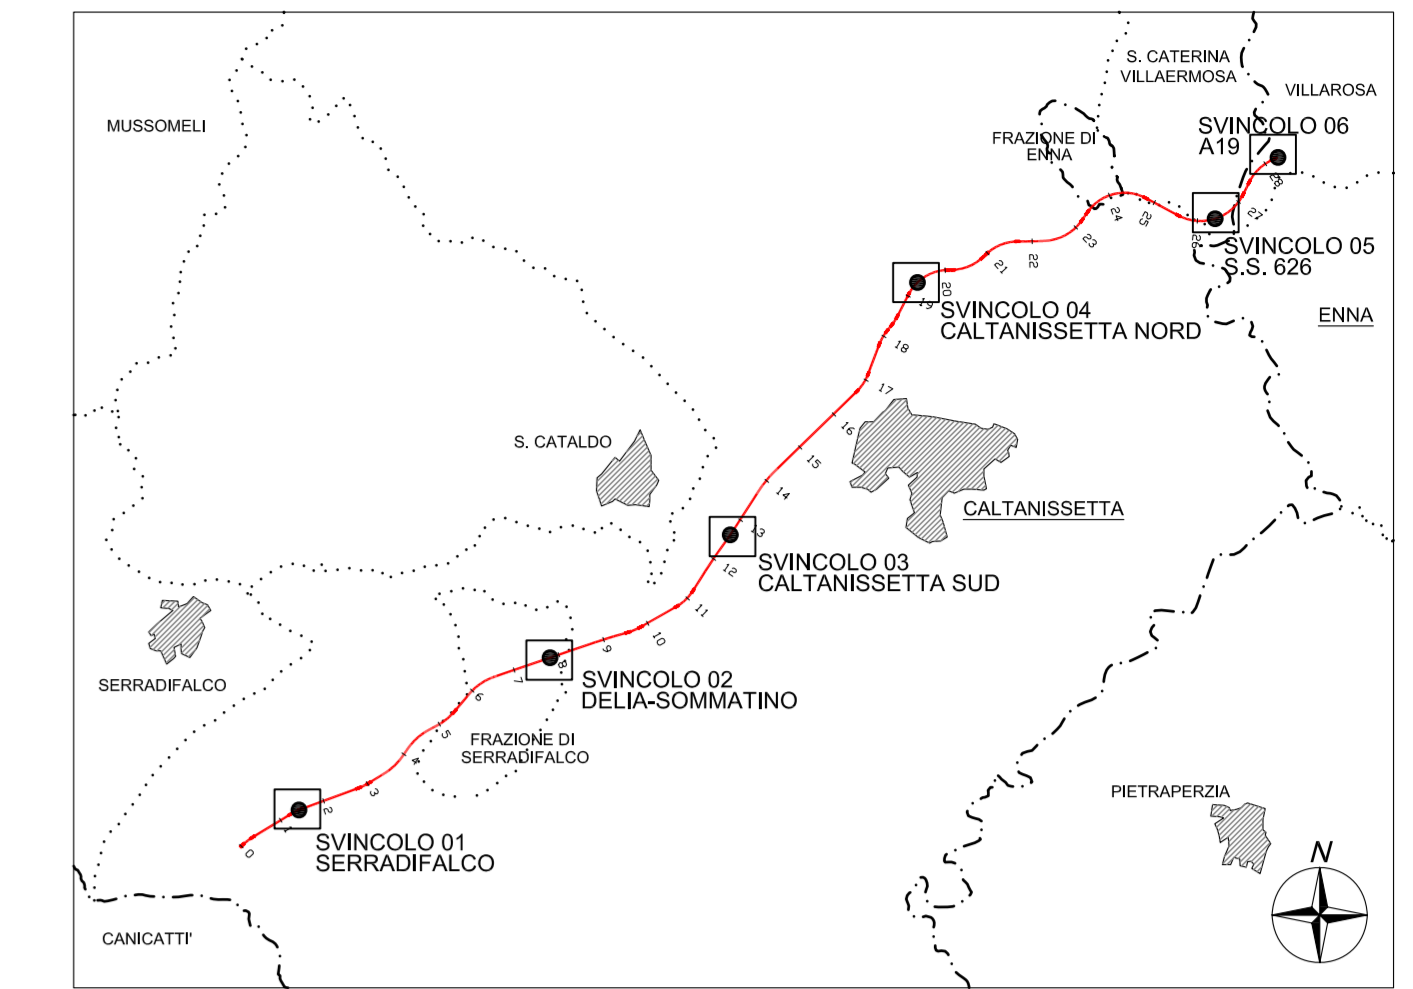 S. CATERINA
VILLAERMOSA
VILLAROSA
MUSSOMELI
SVINCOLO 06
A19
FRAZIONE DI
ENNA
28
27
26
25
24
23
22
21
20
19
SVINCOLO 05
S.S. 626
SVINCOLO 04
CALTANISSETTA NORD
ENNA
18
17
16
15
14
13
12
11
10
9
8
7
6
5
4
3
2
1
0
S. CATALDO
CALTANISSETTA
SVINCOLO 03
CALTANISSETTA SUD
SERRADIFALCO
SVINCOLO 02
DELIA-SOMMATINO
FRAZIONE DI
SERRADIFALCO
PIETRAPERZIA
SVINCOLO 01
SERRADIFALCO
N
CANICATTI'